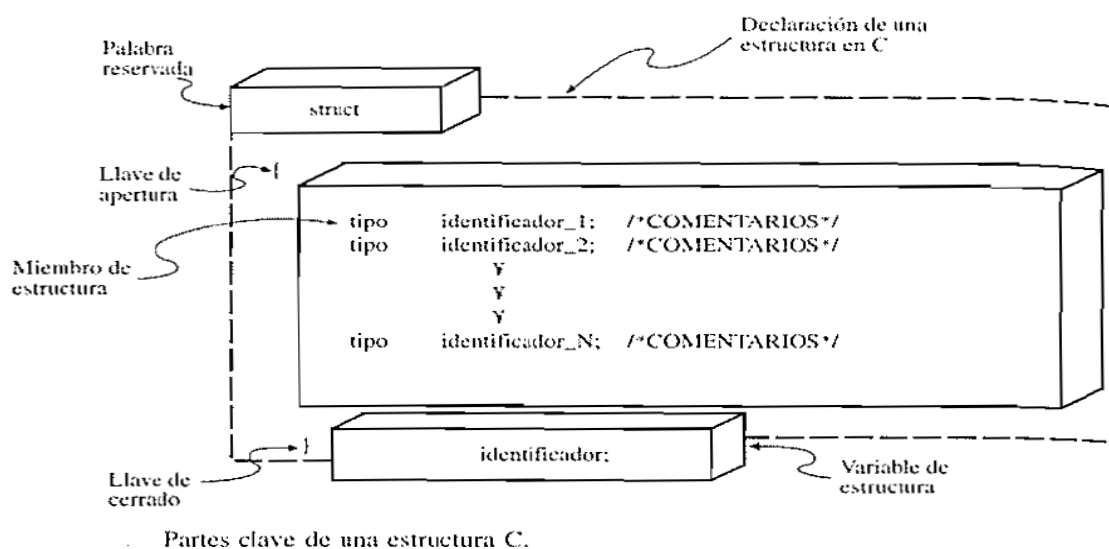 Declaración de una
estructura en C
Palabra
reservada
struct
Llave de
apertura
{
tipo identificador_1; /*COMENTARIOS*/
tipo identificador_2; /*COMENTARIOS*/
Miembro de
estructura
¥
¥
¥
tipo identificador_N; /*COMENTARIOS*/
}
identificador;
Llave de
cerrado
Variable de
estructura
Partes clave de una estructura C.